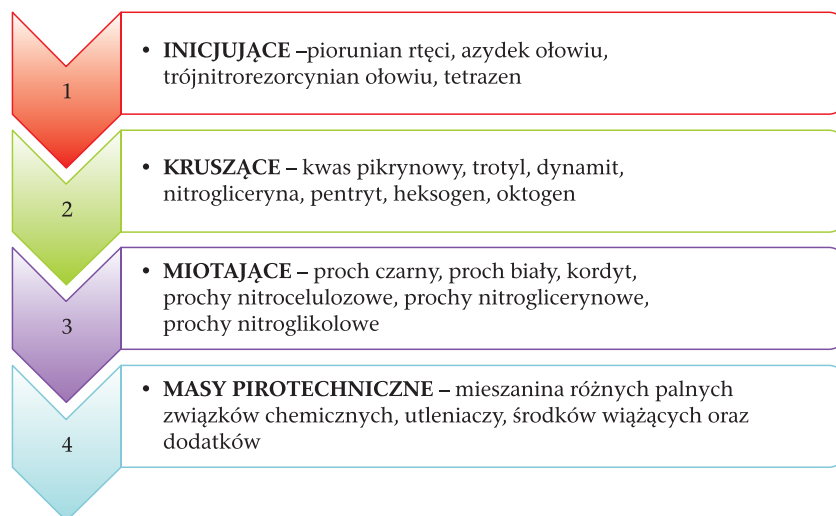 1
• INICJUJĄCE –piorunian rtęci, azydek ołowiu,
trójnitrorezorcynian ołowiu, tetrazen
2
• KRUSZĄCE – kwas pikrynowy, trotyl, dynamit,
nitrogliceryna, pentryt, heksogen, oktogen
3
• MIOTAJĄCE – proch czarny, proch biały, kordyt,
prochy nitrocelulozowe, prochy nitroglicerynowe,
prochy nitroglikolowe
4
• MASY PIROTECHNICZNE – mieszanina różnych palnych
związków chemicznych, utleniaczy, środków wiążących oraz
dodatków